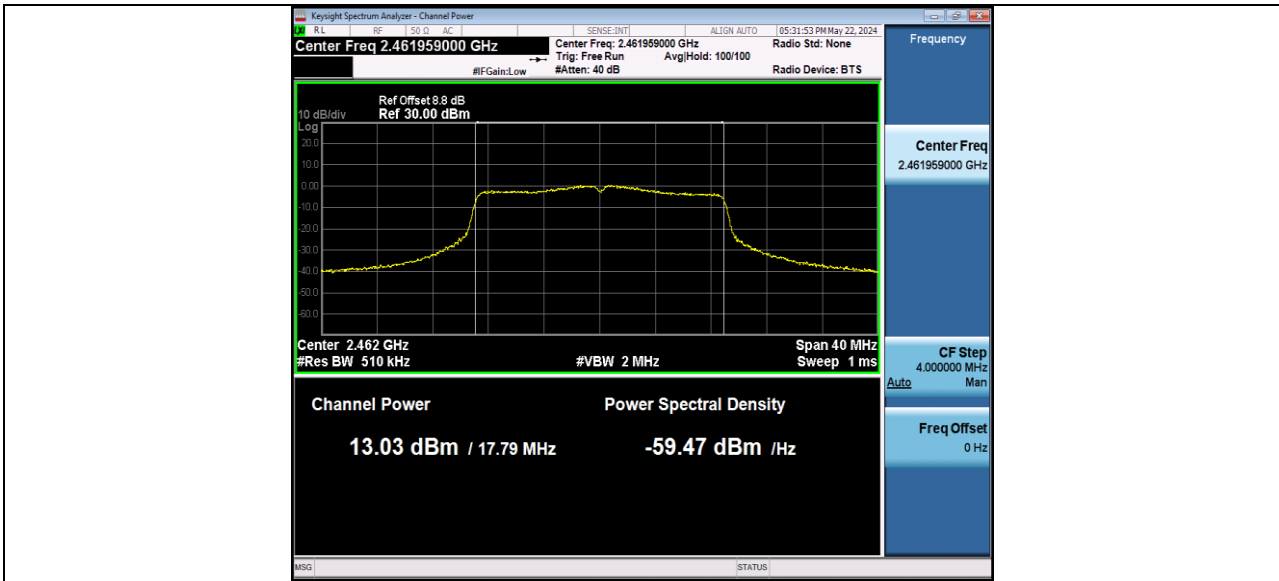 Keysight Spectrum Analyzer - Channel Power
RL RF 50 Ω AC SENSE:INT ALIGN AUTO 05:31:53 PM May 22, 2024
Center Freq 2.461959000 GHz
Center Freq: 2.461959000 GHz Radio Std: None
Trig: Free Run Avg|Hold: 100/100
#IFGain:Low #Atten: 40 dB Radio Device: BTS
Frequency
Ref Offset 8.8 dB
10 dB/div Ref 30.00 dBm
Log
20.0
10.0
0.00
-10.0
-20.0
-30.0
-40.0
-50.0
-60.0
Center 2.462 GHz Span 40 MHz
#Res BW 510 kHz #VBW 2 MHz Sweep 1 ms
Channel Power Power Spectral Density
13.03 dBm / 17.79 MHz -59.47 dBm /Hz
Center Freq
2.461959000 GHz
CF Step
4.000000 MHz
Auto Man
Freq Offset
0 Hz
MSG STATUS